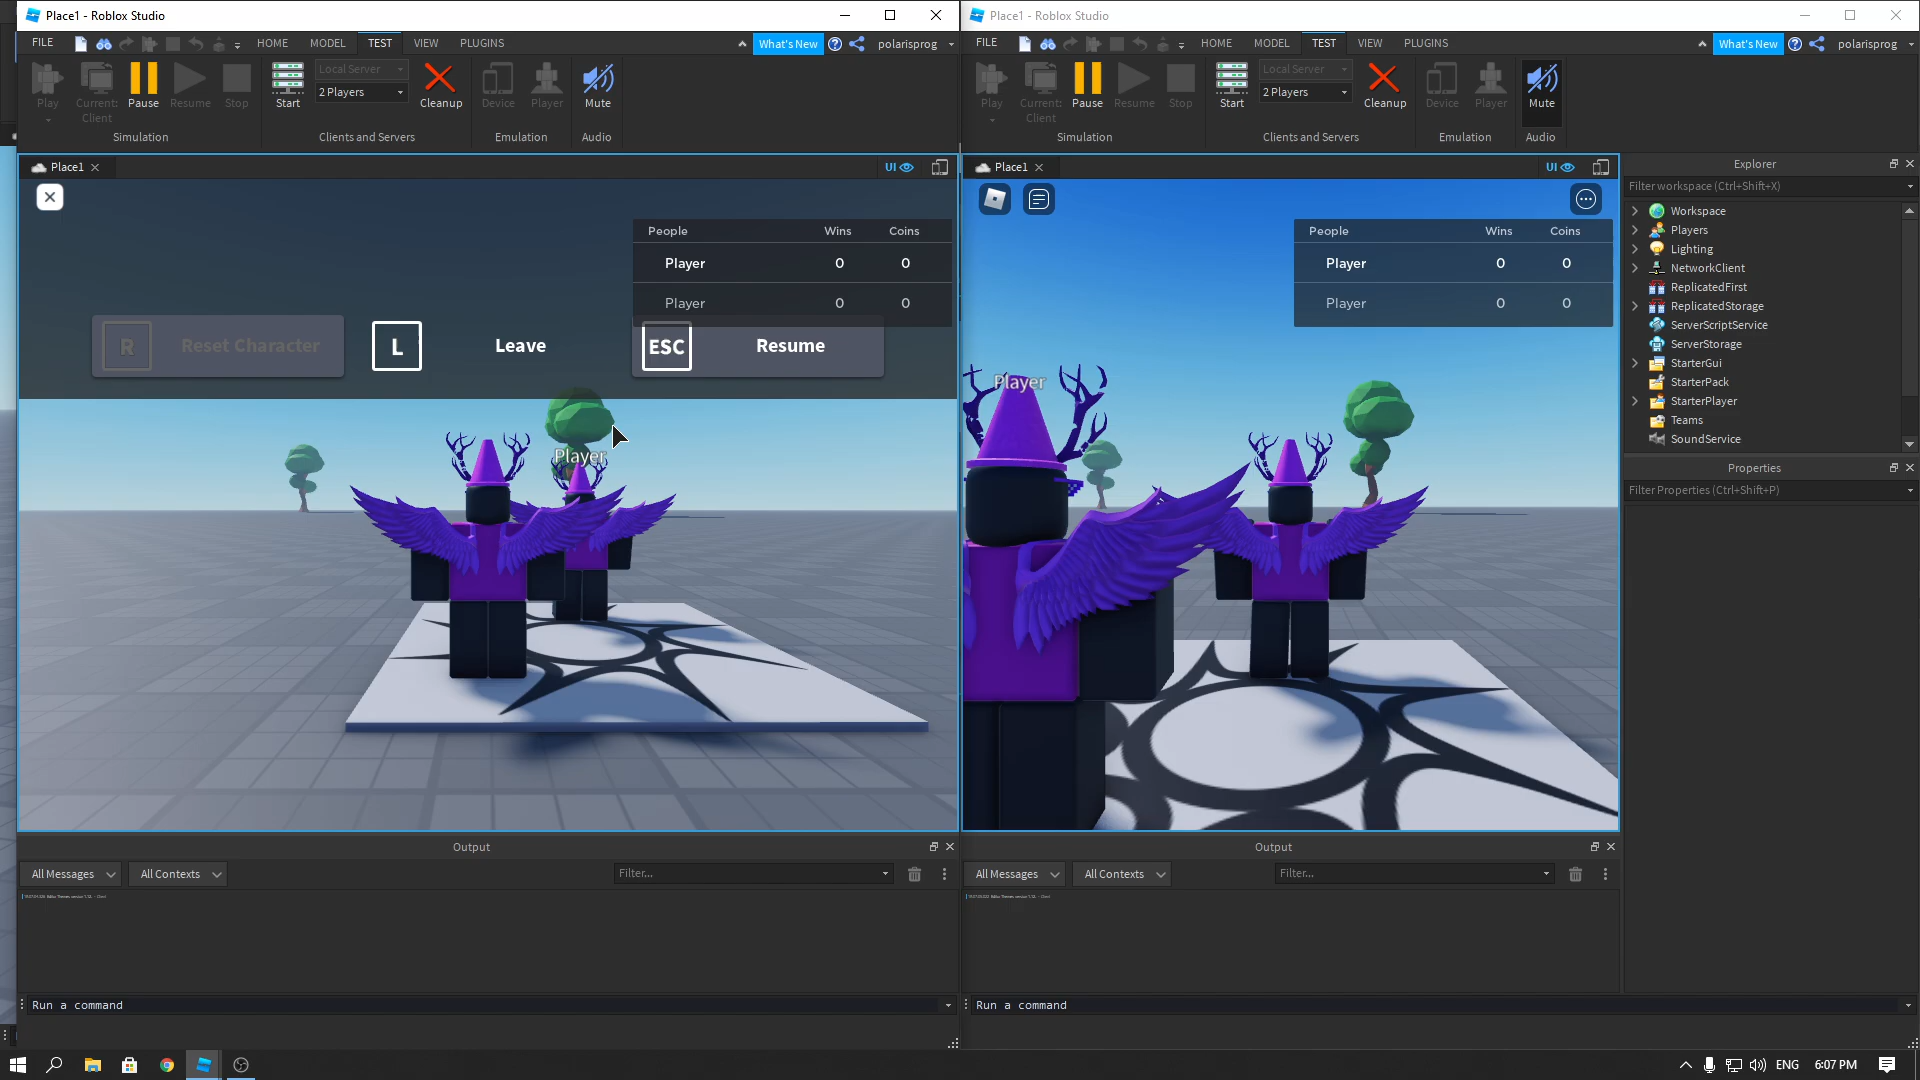 Place1 - Roblox Studio
FILE HOME MODEL TEST VIEW PLUGINS What's New polarisprog
Play Current: Client Pause Resume Stop Start Local Server 2 Players Cleanup Device Player Mute
Simulation Clients and Servers Emulation Audio
Place1 UI
People Wins Coins
Player 0 0
Player 0 0
R Reset Character L Leave ESC Resume
Player
Output
All Messages All Contexts Filter...
Run a command
Place1 - Roblox Studio
FILE HOME MODEL TEST VIEW PLUGINS What's New polarisprog
Play Current: Client Pause Resume Stop Start Local Server 2 Players Cleanup Device Player Mute
Simulation Clients and Servers Emulation Audio
Place1 UI
People Wins Coins
Player 0 0
Player 0 0
Player
Output
All Messages All Contexts Filter...
Run a command
Explorer
Filter workspace (Ctrl+Shift+X)
Workspace
Players
Lighting
NetworkClient
ReplicatedFirst
ReplicatedStorage
ServerScriptService
ServerStorage
StarterGui
StarterPack
StarterPlayer
Teams
SoundService
Properties
Filter Properties (Ctrl+Shift+P)
ENG 6:07 PM